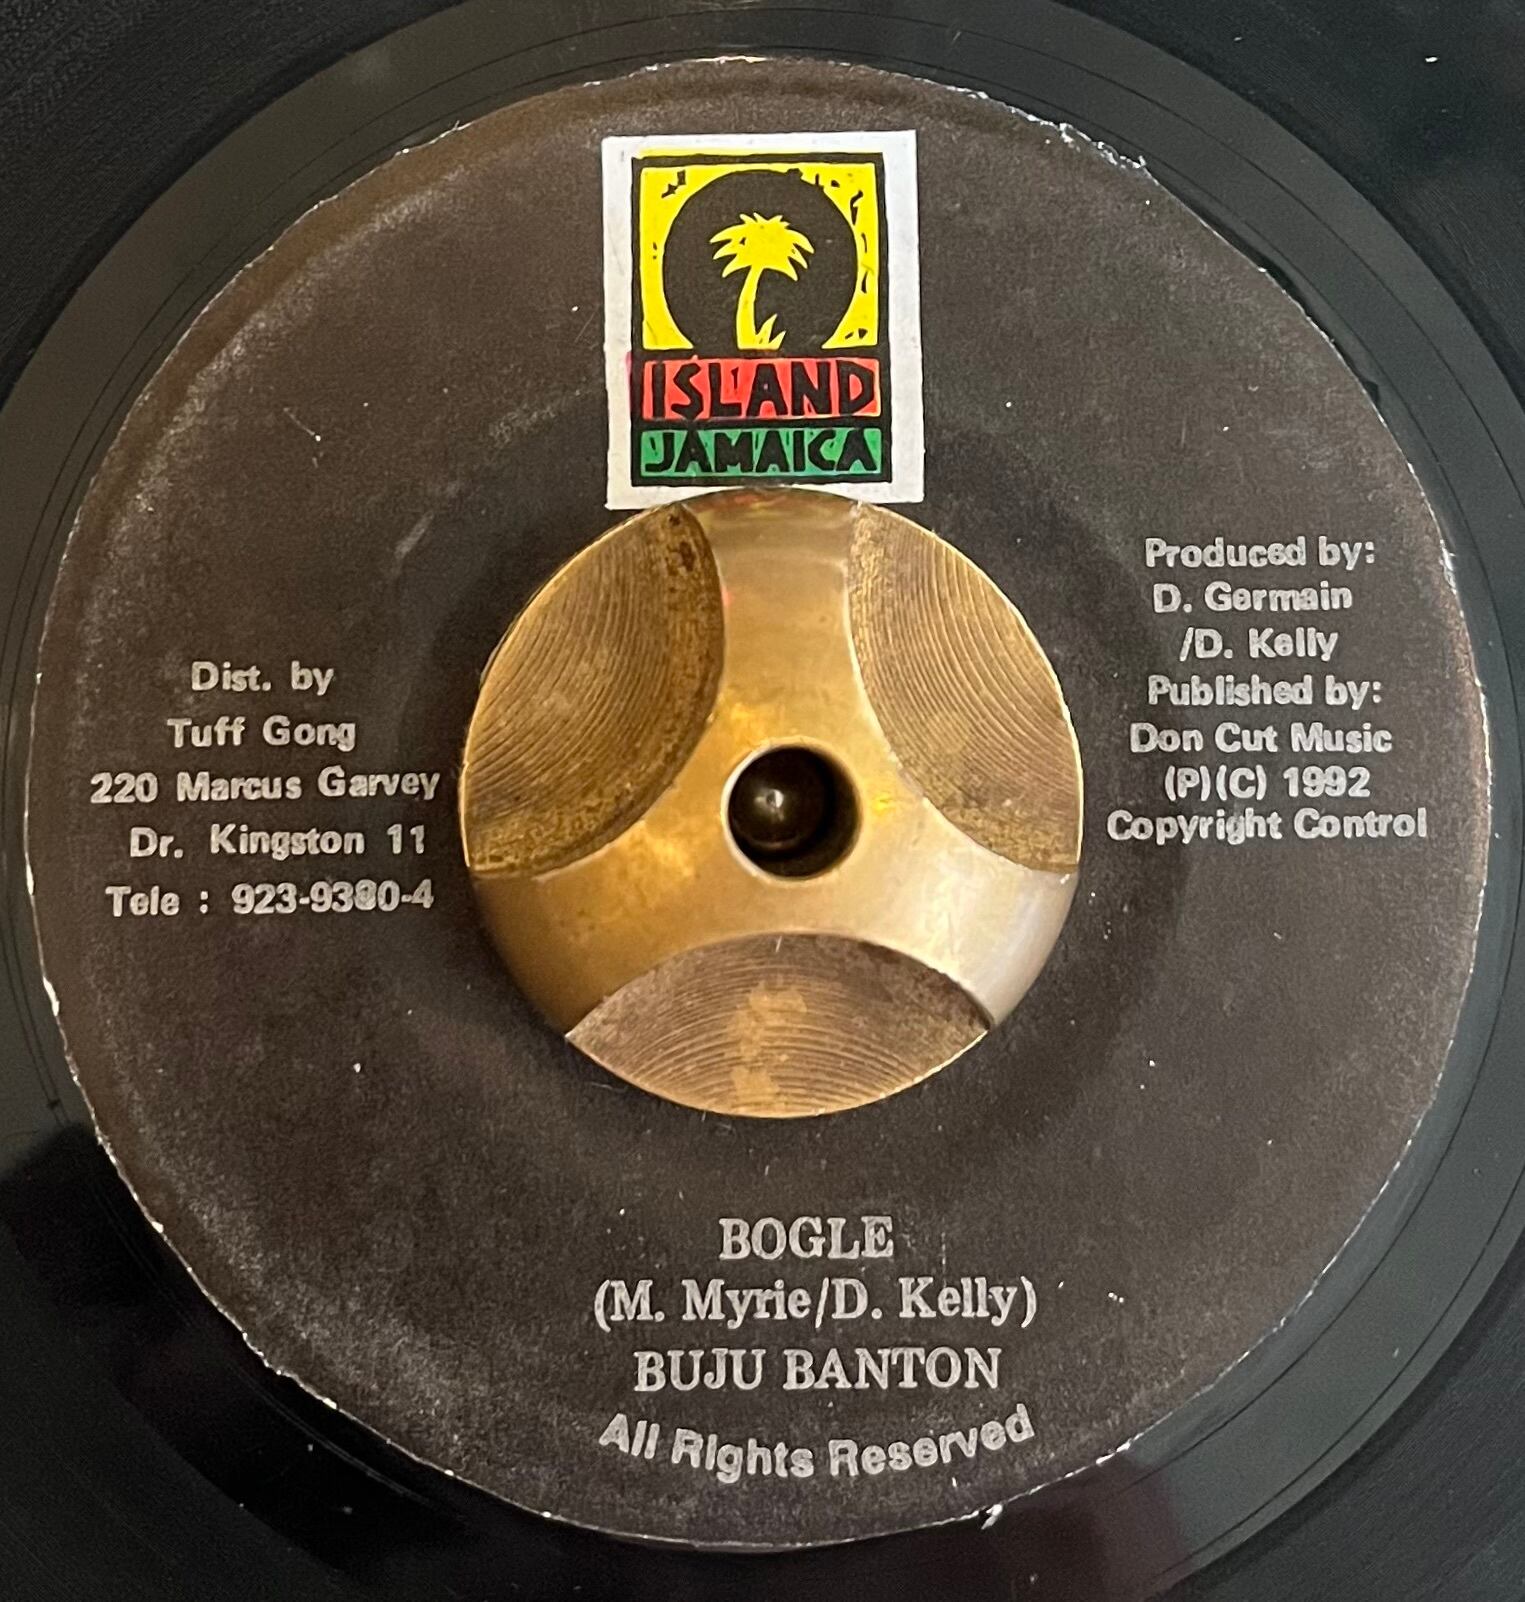 ISLAND
JAMAICA
Dist. by
Tuff Gong
220 Marcus Garvey
Dr. Kingston 11
Tele : 923-9380-4
Produced by:
D. Germain
/D. Kelly
Published by:
Don Cut Music
(P)(C) 1992
Copyright Control
BOGLE
(M. Myrie/D. Kelly)
BUJU BANTON
All Rights Reserved